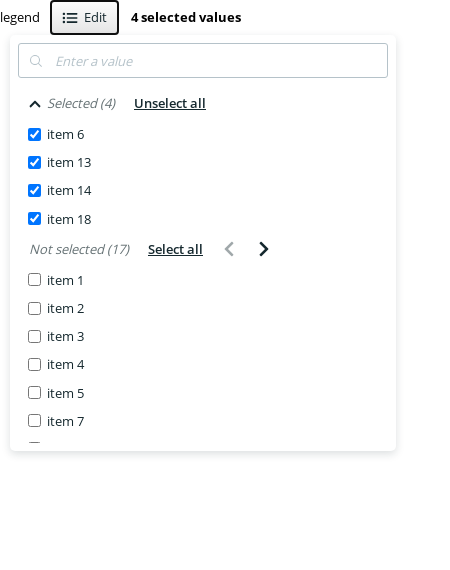 legend Edit 4 selected values
Enter a value
Selected (4) Unselect all
item 6
item 13
item 14
item 18
Not selected (17) Select all
item 1
item 2
item 3
item 4
item 5
item 7